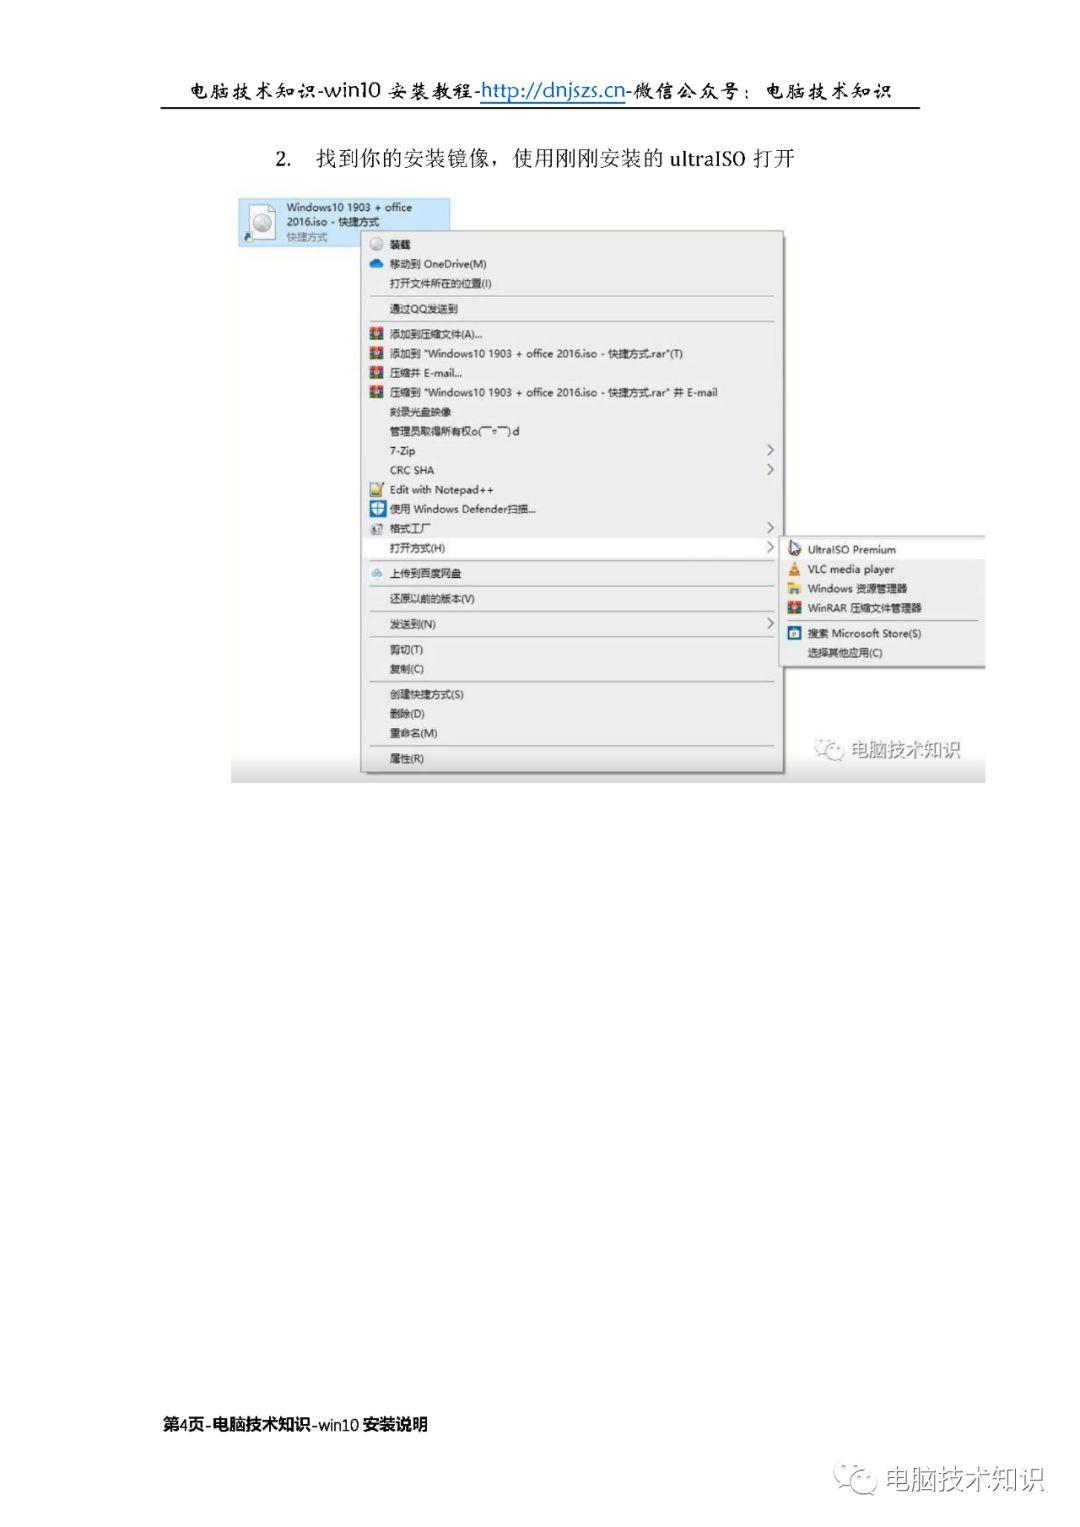 电脑技术知识-win10 安装教程-http://dnjszs.cn-微信公众号：电脑技术知识
2. 找到你的安装镜像，使用刚刚安装的 ultraISO 打开
Windows10 1903 + office
2016.iso - 快捷方式
快捷方式
装载
移动到 OneDrive(M)
打开文件所在的位置(I)
通过QQ发送到
添加到压缩文件(A)...
添加到 "Windows10 1903 + office 2016.iso - 快捷方式.rar"(T)
压缩并 E-mail...
压缩到 "Windows10 1903 + office 2016.iso - 快捷方式.rar" 并 E-mail
刻录光盘映像
管理员取得所有权o(￣▽￣)d
7-Zip
CRC SHA
Edit with Notepad++
使用 Windows Defender扫描...
格式工厂
打开方式(H)
UltraISO Premium
VLC media player
Windows 资源管理器
WinRAR 压缩文件管理器
搜索 Microsoft Store(S)
选择其他应用(C)
上传到百度网盘
还原以前的版本(V)
发送到(N)
剪切(T)
复制(C)
创建快捷方式(S)
删除(D)
重命名(M)
属性(R)
电脑技术知识
第4页-电脑技术知识-win10 安装说明
电脑技术知识